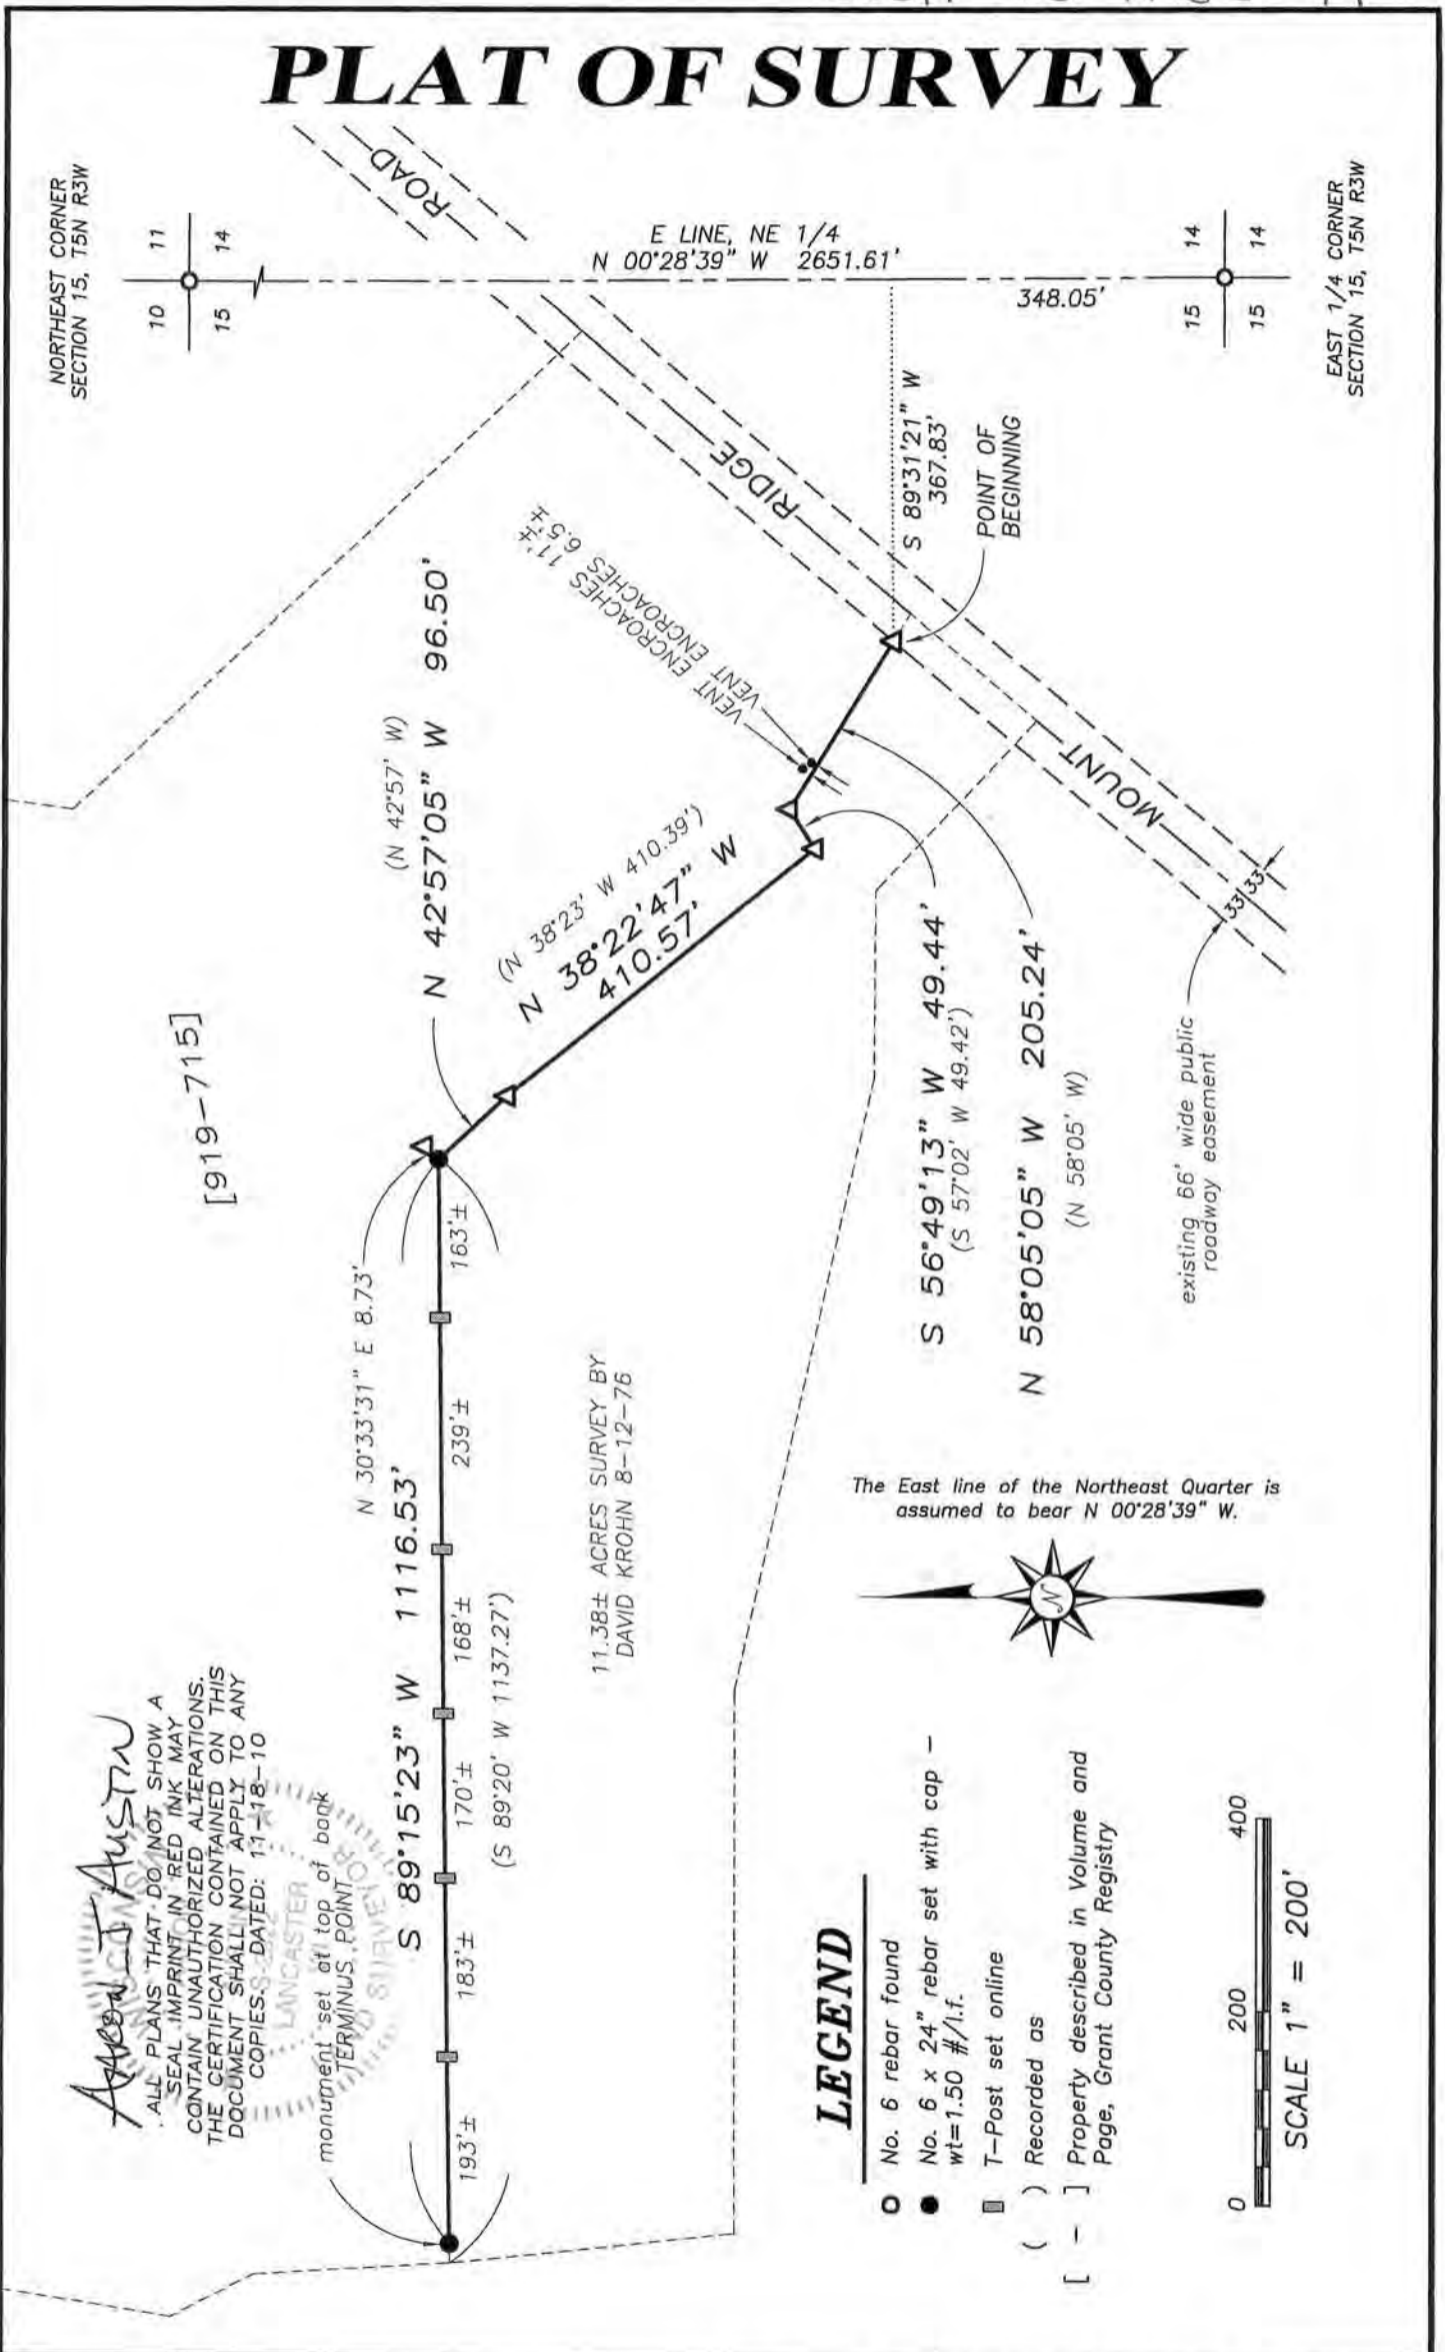 PLAT OF SURVEY
NORTHEAST CORNER
SECTION 15, T5N R3W
10 11
15 14
ROAD
E LINE, NE 1/4
N 00°28'39" W 2651.61'
348.05'
15 14
15 14
EAST 1/4 CORNER
SECTION 15, T5N R3W
S 89°31'21" W
367.83'
POINT OF
BEGINNING
RIDGE
MOUNT
33' 33'
VENT ENCROACHES 11'±
VENT ENCROACHES 6.5'±
(N 42°57' W)
N 42°57'05" W 96.50'
(N 38°23' W 410.39')
N 38°22'47" W
410.57'
S 56°49'13" W 49.44'
(S 57°02' W 49.42')
N 58°05'05" W 205.24'
(N 58°05' W)
existing 66' wide public
roadway easement
[919-715]
N 30°33'31" E 8.73'
S 89°15'23" W 1116.53'
193'± 183'± 170'± 168'± 239'± 163'±
(S 89°20' W 1137.27')
11.38± ACRES SURVEY BY
DAVID KROHN 8-12-76
Aaron J Austin
ALL PLANS THAT DO NOT SHOW A
SEAL IMPRINT IN RED INK MAY
CONTAIN UNAUTHORIZED ALTERATIONS.
THE CERTIFICATION CONTAINED ON THIS
DOCUMENT SHALL NOT APPLY TO ANY
COPIES. DATED: 11-18-10
WISCONSIN
LANCASTER
SURVEYOR
monument set at top of bank
TERMINUS POINT
The East line of the Northeast Quarter is
assumed to bear N 00°28'39" W.
N
LEGEND
No. 6 rebar found
No. 6 x 24" rebar set with cap -
wt=1.50 #/l.f.
T-Post set online
( ) Recorded as
[ - ] Property described in Volume and
Page, Grant County Registry
0 200 400
SCALE 1" = 200'